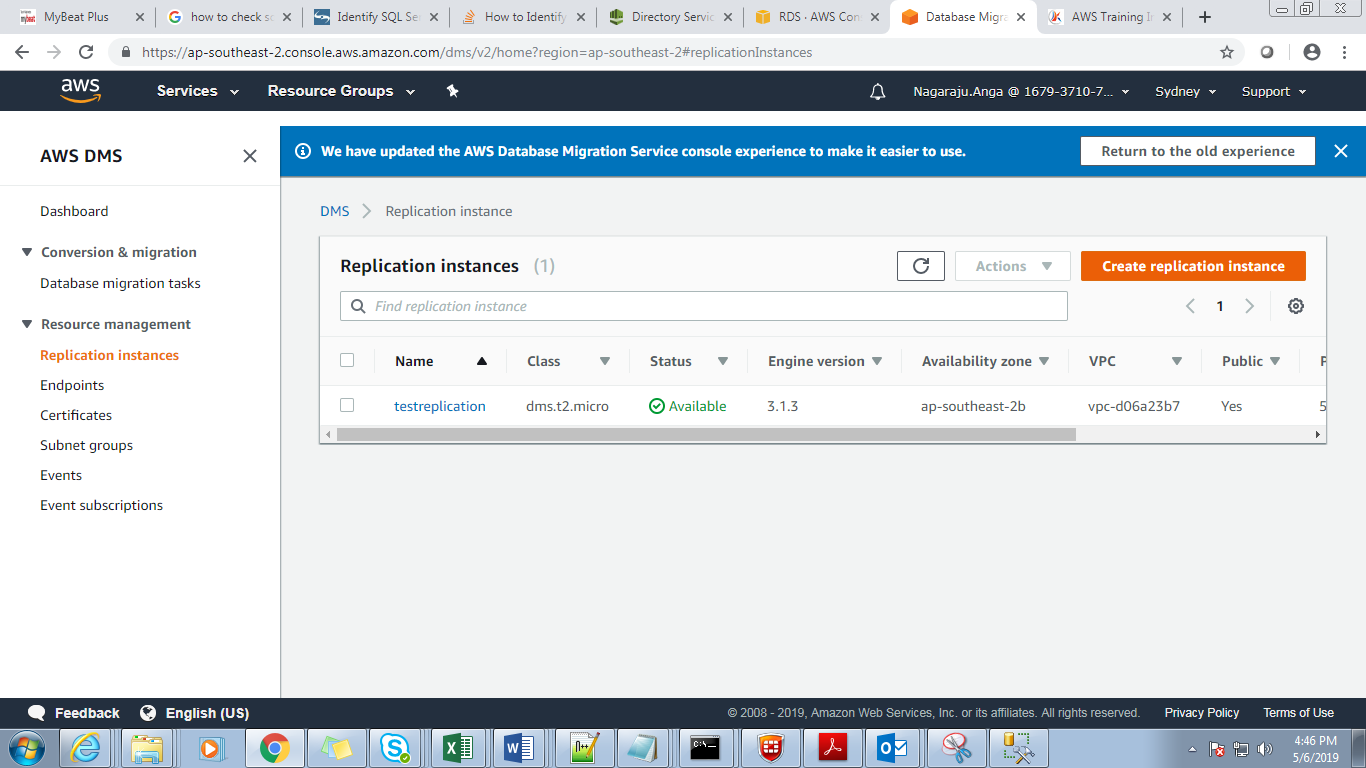 MyBeat Plus
how to check sc
Identify SQL Se
How to Identify
Directory Servic
RDS · AWS Con
Database Migra
AWS Training In
https://ap-southeast-2.console.aws.amazon.com/dms/v2/home?region=ap-southeast-2#replicationInstances
aws
Services
Resource Groups
Nagaraju.Anga @ 1679-3710-7...
Sydney
Support
AWS DMS
We have updated the AWS Database Migration Service console experience to make it easier to use.
Return to the old experience
Dashboard
Conversion & migration
Database migration tasks
Resource management
Replication instances
Endpoints
Certificates
Subnet groups
Events
Event subscriptions
DMS
Replication instance
Replication instances (1)
Actions
Create replication instance
Find replication instance
1
Name Class Status Engine version Availability zone VPC Public
testreplication dms.t2.micro Available 3.1.3 ap-southeast-2b vpc-d06a23b7 Yes 5
Feedback
English (US)
© 2008 - 2019, Amazon Web Services, Inc. or its affiliates. All rights reserved.
Privacy Policy
Terms of Use
4:46 PM
5/6/2019